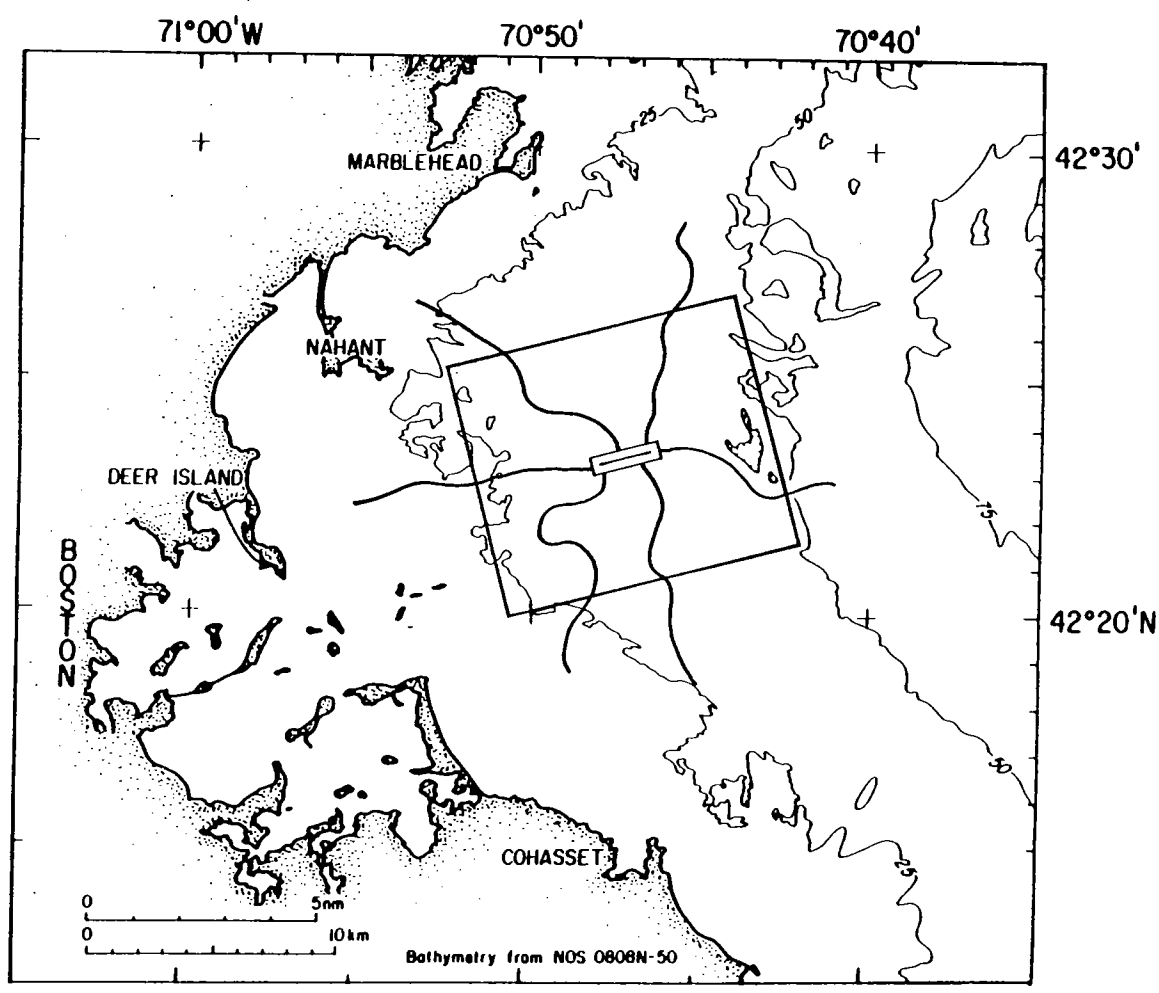 71°00'W
70°50'
70°40'
25
50
MARBLEHEAD
42°30'
NAHANT
DEER ISLAND
75
BOSTON
42°20'N
COHASSET
25
0 5nm
0 10km
Bathymetry from NOS 0808N-50